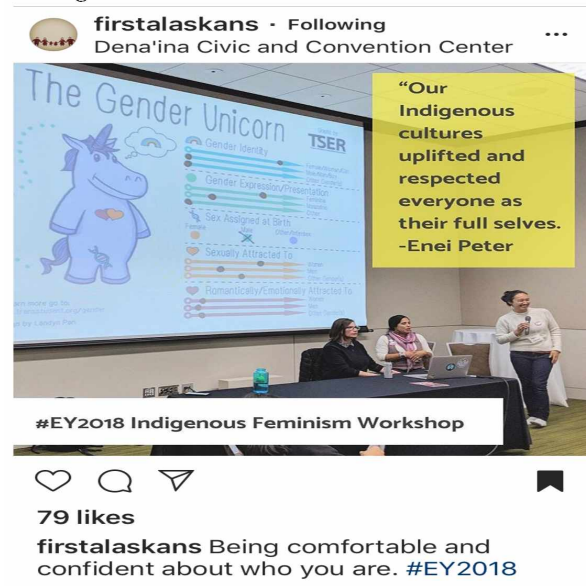 firstalaskans · Following
Dena'ina Civic and Convention Center
The Gender Unicorn
TSER
Gender Identity
Gender Expression/Presentation
Sex Assigned at Birth
Female
Sexually Attracted To
Romantically/Emotionally Attracted To
“Our
Indigenous
cultures
uplifted and
respected
everyone as
their full selves.
-Enei Peter
#EY2018 Indigenous Feminism Workshop
79 likes
firstalaskans Being comfortable and
confident about who you are. #EY2018